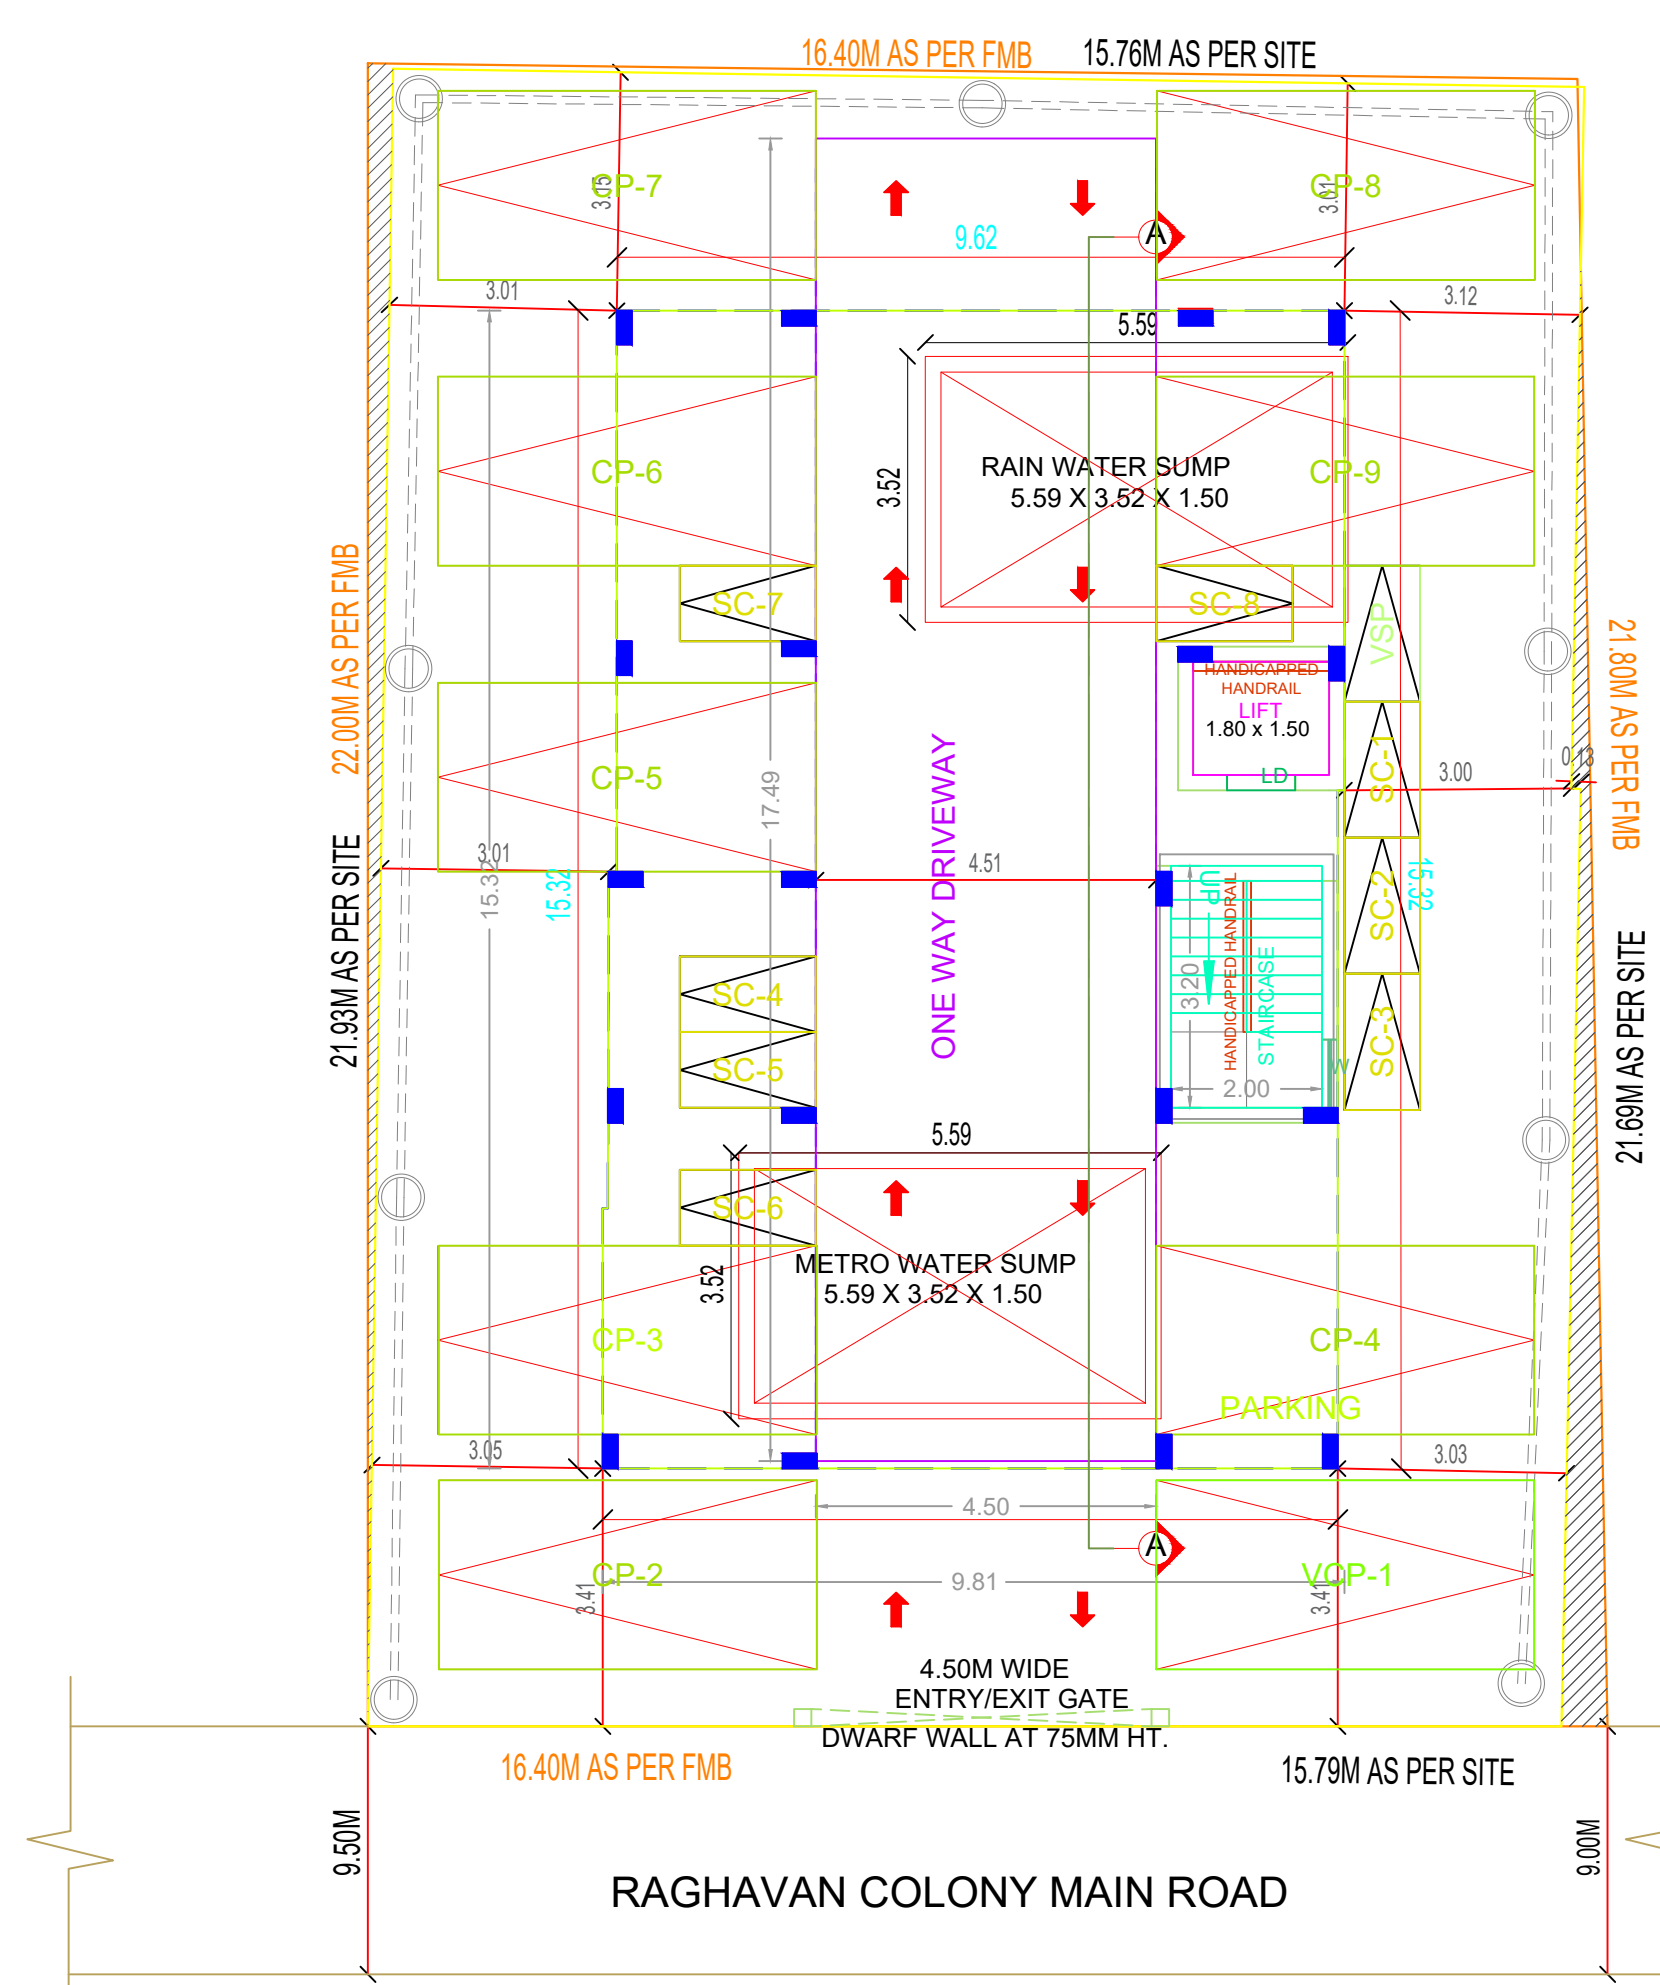 16.40M AS PER FMB
15.76M AS PER SITE
CP-7
3.15
CP-8
3.01
A
9.62
3.01
3.12
5.59
RAIN WATER SUMP
5.59 X 3.52 X 1.50
3.52
CP-6
CP-9
SC-7
SC-8
VSP
22.00M AS PER FMB
21.80M AS PER FMB
HANDICAPPED
HANDRAIL
LIFT
1.80 x 1.50
LD
CP-5
17.49
ONE WAY DRIVEWAY
SC-1
3.00
0.13
3.01
15.32
15.32
4.51
UP
HANDICAPPED HANDRAIL
STAIRCASE
3.20
2.00
W
SC-2
15.32
21.93M AS PER SITE
21.69M AS PER SITE
SC-4
SC-5
SC-3
5.59
SC-6
METRO WATER SUMP
5.59 X 3.52 X 1.50
3.52
CP-3
CP-4
PARKING
3.05
3.03
4.50
A
CP-2
VCP-1
9.81
3.41
3.41
4.50M WIDE
ENTRY/EXIT GATE
DWARF WALL AT 75MM HT.
16.40M AS PER FMB
15.79M AS PER SITE
9.50M
9.00M
RAGHAVAN COLONY MAIN ROAD